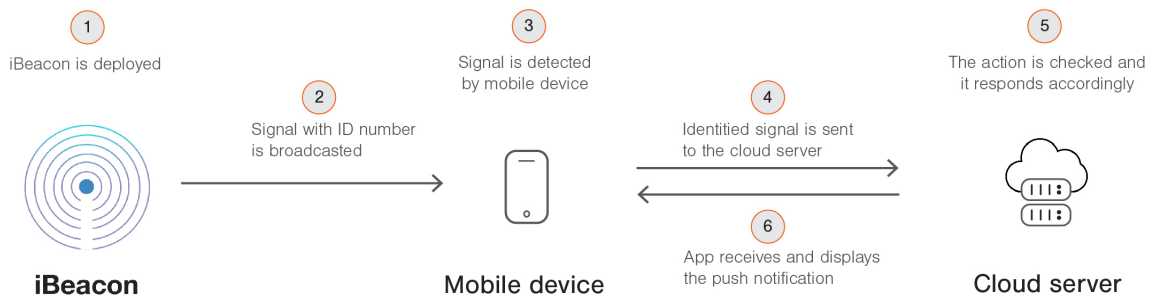 1
iBeacon is deployed
2
Signal with ID number
is broadcasted
3
Signal is detected
by mobile device
4
Identitied signal is sent
to the cloud server
5
The action is checked and
it responds accordingly
6
App receives and displays
the push notification
iBeacon
Mobile device
Cloud server